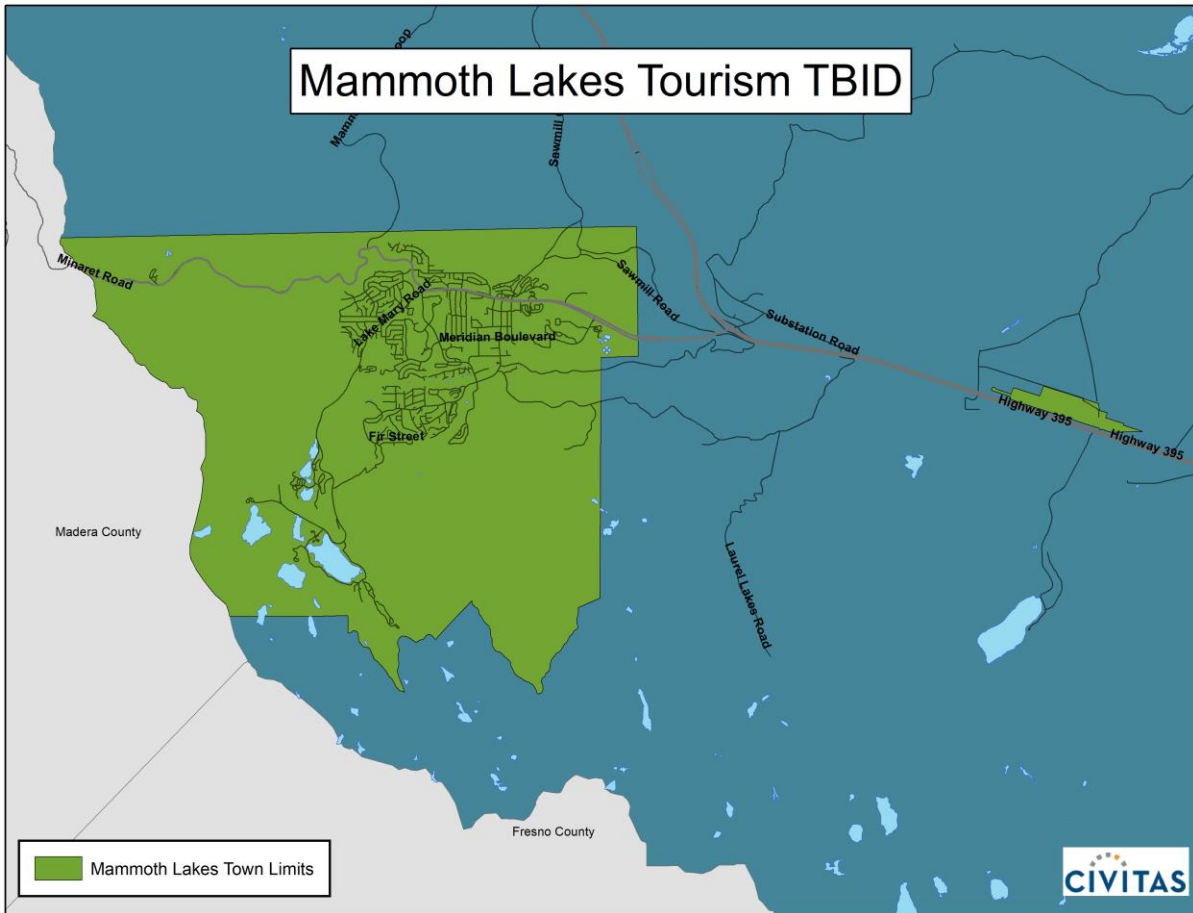 Mammoth Lakes Tourism TBID
Sawmill
Minaret Road
Lake Mary Road
Sawmill Road
Meridian Boulevard
Substation Road
Highway 395
Highway 395
Fir Street
Laurel Lakes Road
Madera County
Fresno County
Mammoth Lakes Town Limits
CIVITAS